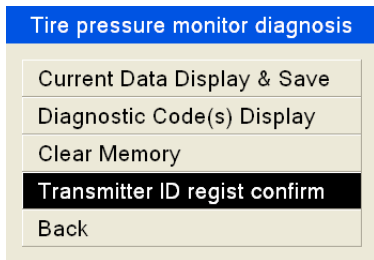 Tire pressure monitor diagnosis
Current Data Display & Save
Diagnostic Code(s) Display
Clear Memory
Transmitter ID regist confirm
Back